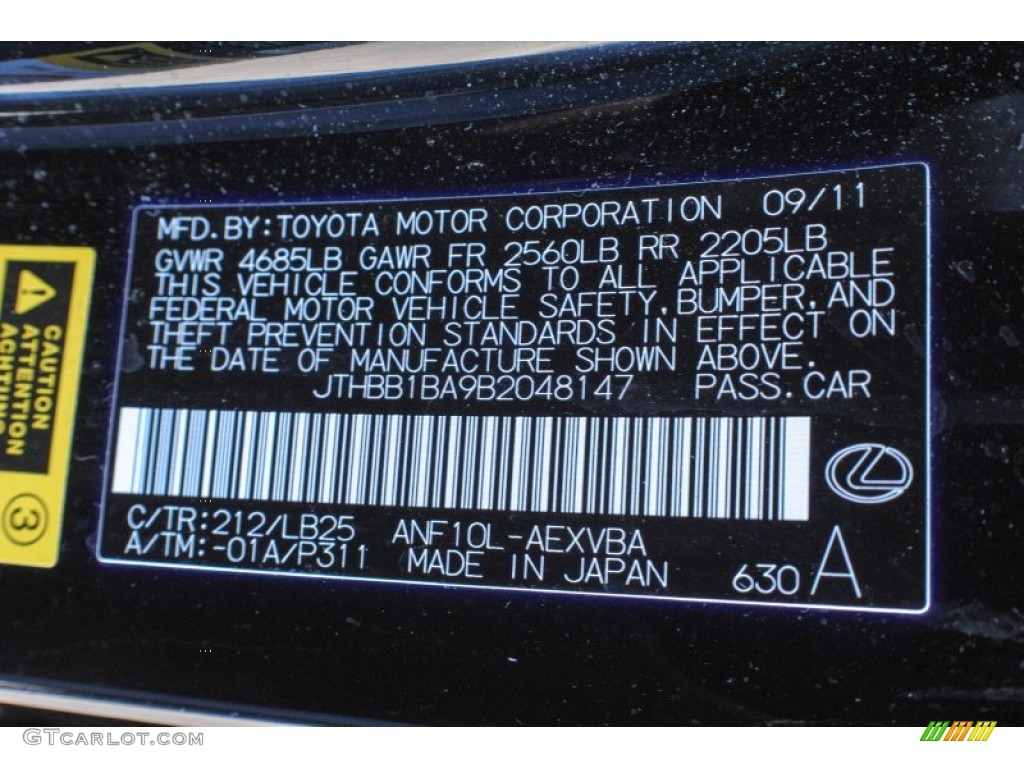 MFD. BY: TOYOTA MOTOR CORPORATION 09/11
GVWR 4685LB GAWR FR 2560LB RR 2205LB
THIS VEHICLE CONFORMS TO ALL APPLICABLE
FEDERAL MOTOR VEHICLE SAFETY, BUMPER, AND
THEFT PREVENTION STANDARDS IN EFFECT ON
THE DATE OF MANUFACTURE SHOWN ABOVE.
JTHBB1BA9B2048147 PASS. CAR
C/TR: 212/LB25 ANF10L-AEXVBA
A/TM: -01A/P311 MADE IN JAPAN 630 A
CAUTION
ATTENTION
ACHTUNG
3
GTCarLot.com